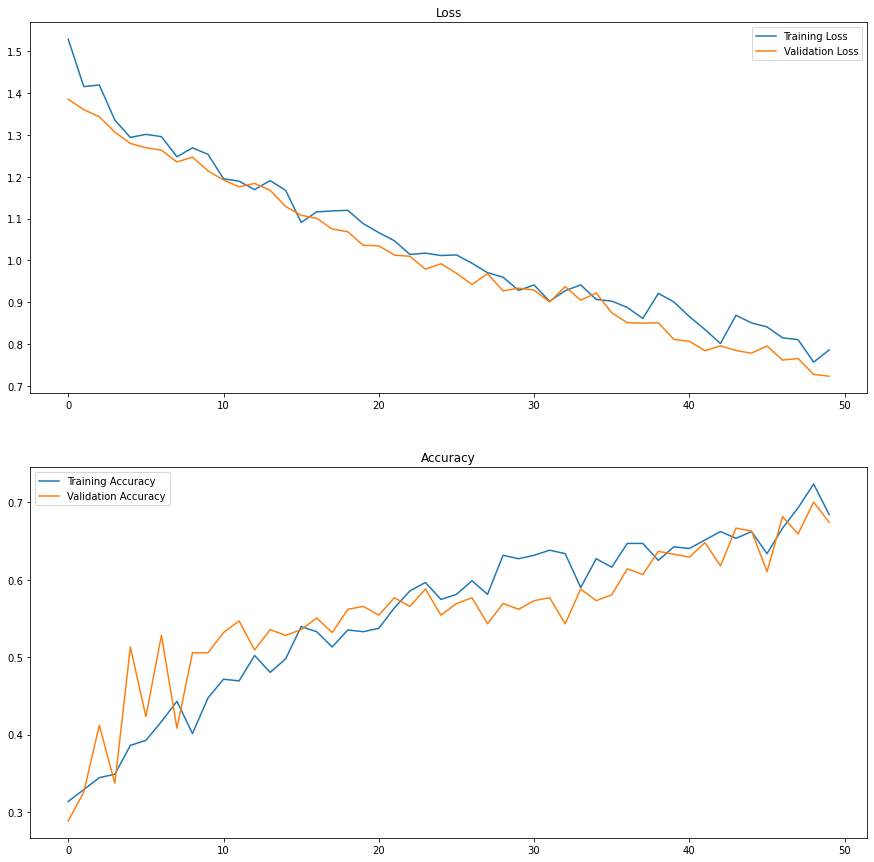 Loss
Training Loss
Validation Loss
1.5
1.4
1.3
1.2
1.1
1.0
0.9
0.8
0.7
0 10 20 30 40 50
Accuracy
Training Accuracy
Validation Accuracy
0.7
0.6
0.5
0.4
0.3
0 10 20 30 40 50